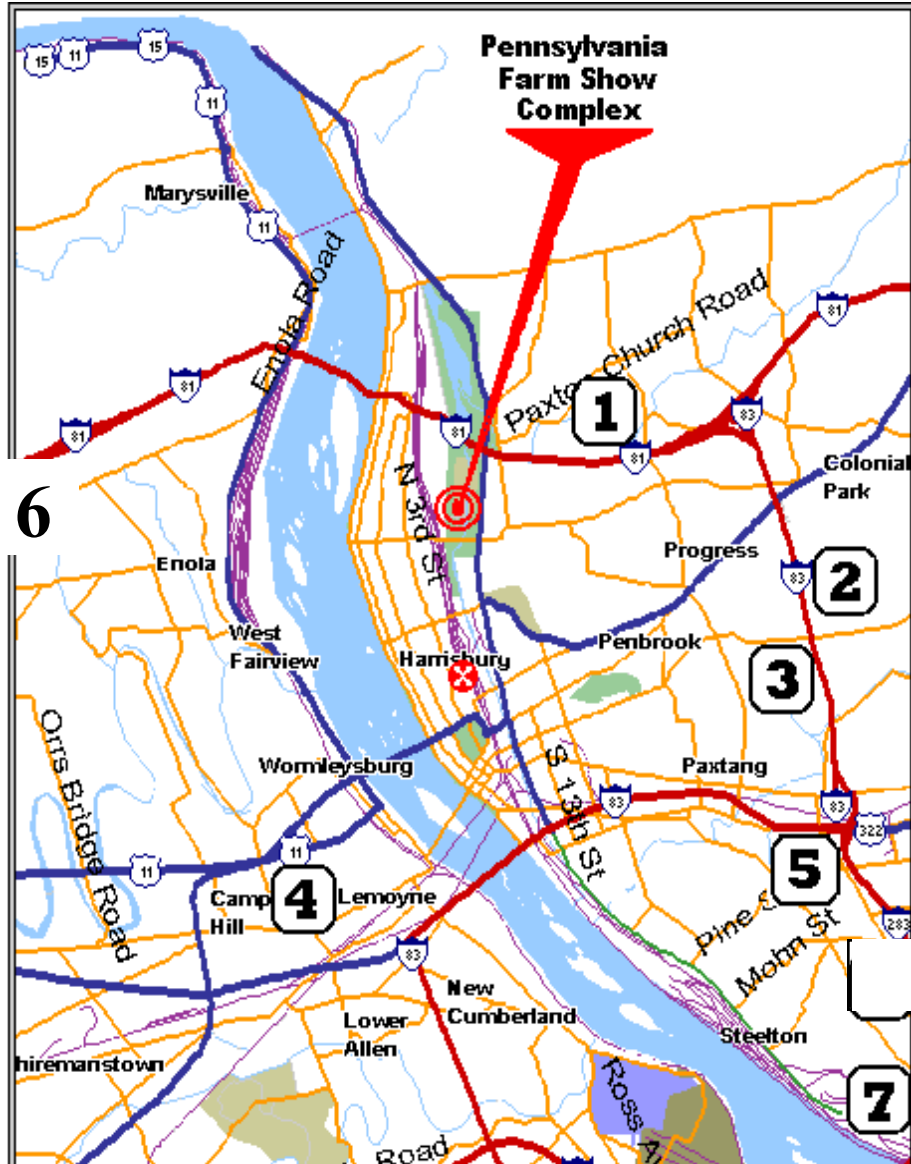 15
11
15
Pennsylvania
Farm Show
Complex
11
Marysville
11
Enola Road
Paxton Church Road
81
81
81
1
83
81
81
Colonial
Park
6
N 3rd St
Progress
Enola
83
2
West
Fairview
Penbrook
Harrisburg
3
Orrs Bridge Road
Wormleysburg
S 13th St
Paxtang
83
83
322
11
11
5
Camp
Hill
4
Lemoyne
283
Pine S
Mohn St
83
New
Cumberland
Lower
Allen
Steelton
hiremanstown
Ross A
7
Road